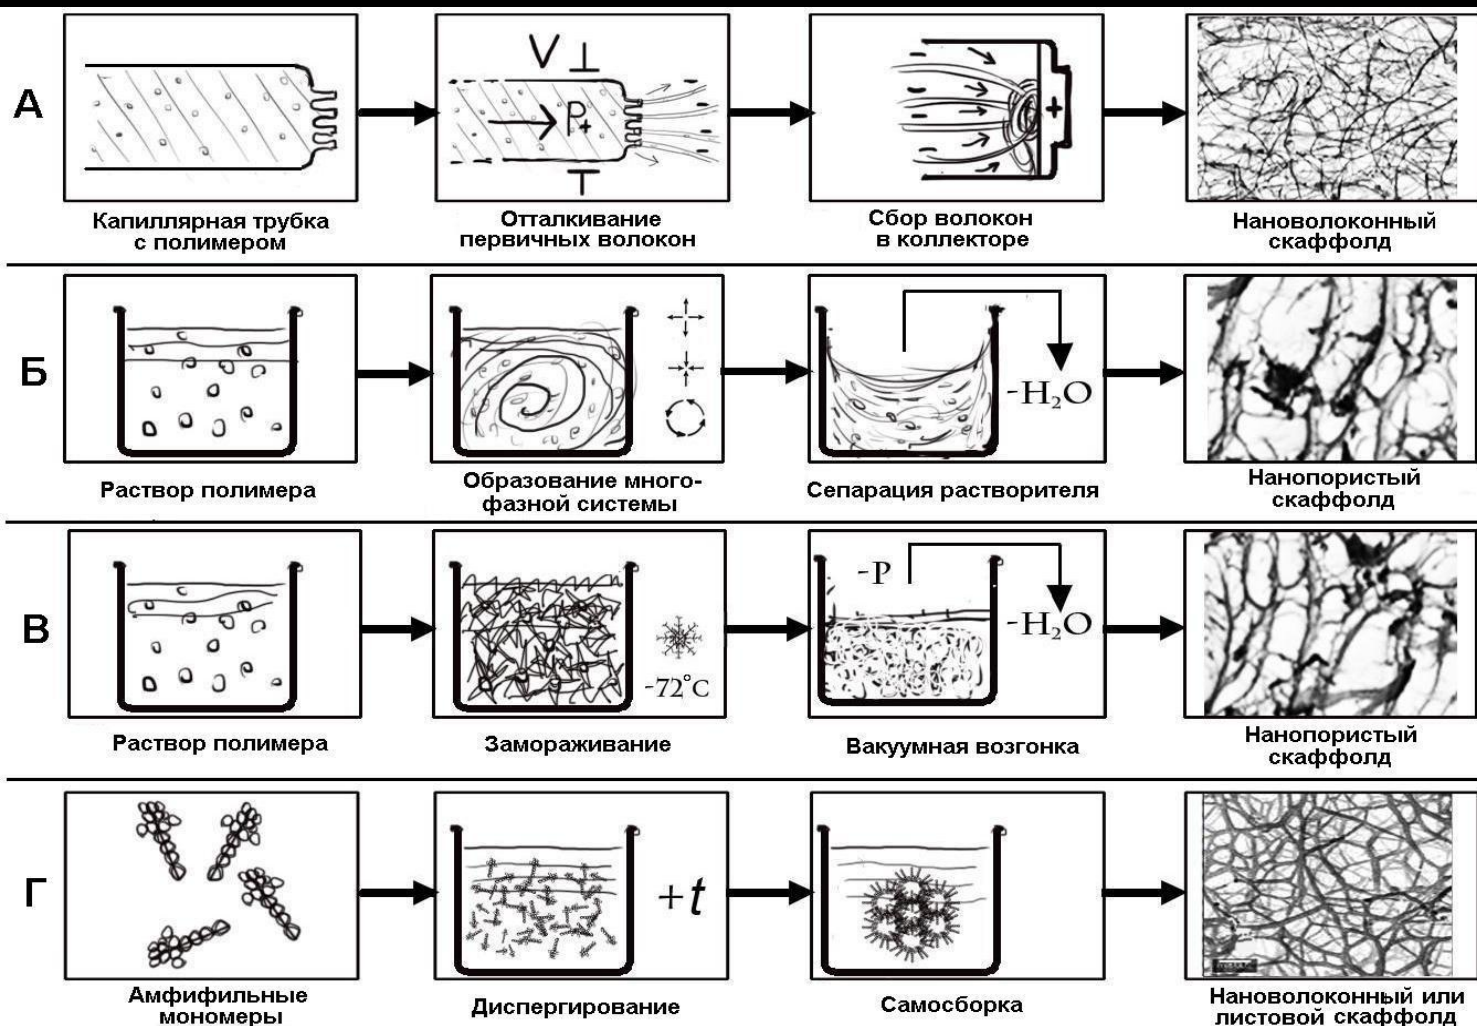 А
V ⊥
P+
⊤
+
Капиллярная трубка
с полимером
Отталкивание
первичных волокон
Сбор волокон
в коллекторе
Нановолоконный
скаффолд
Б
-H₂O
Раствор полимера
Образование много-
фазной системы
Сепарация растворителя
Нанопористый
скаффолд
В
-72°C
-P
-H₂O
Раствор полимера
Замораживание
Вакуумная возгонка
Нанопористый
скаффолд
Г
+t
Амфифильные
мономеры
Диспергирование
Самосборка
Нановолоконный или
листовой скаффолд